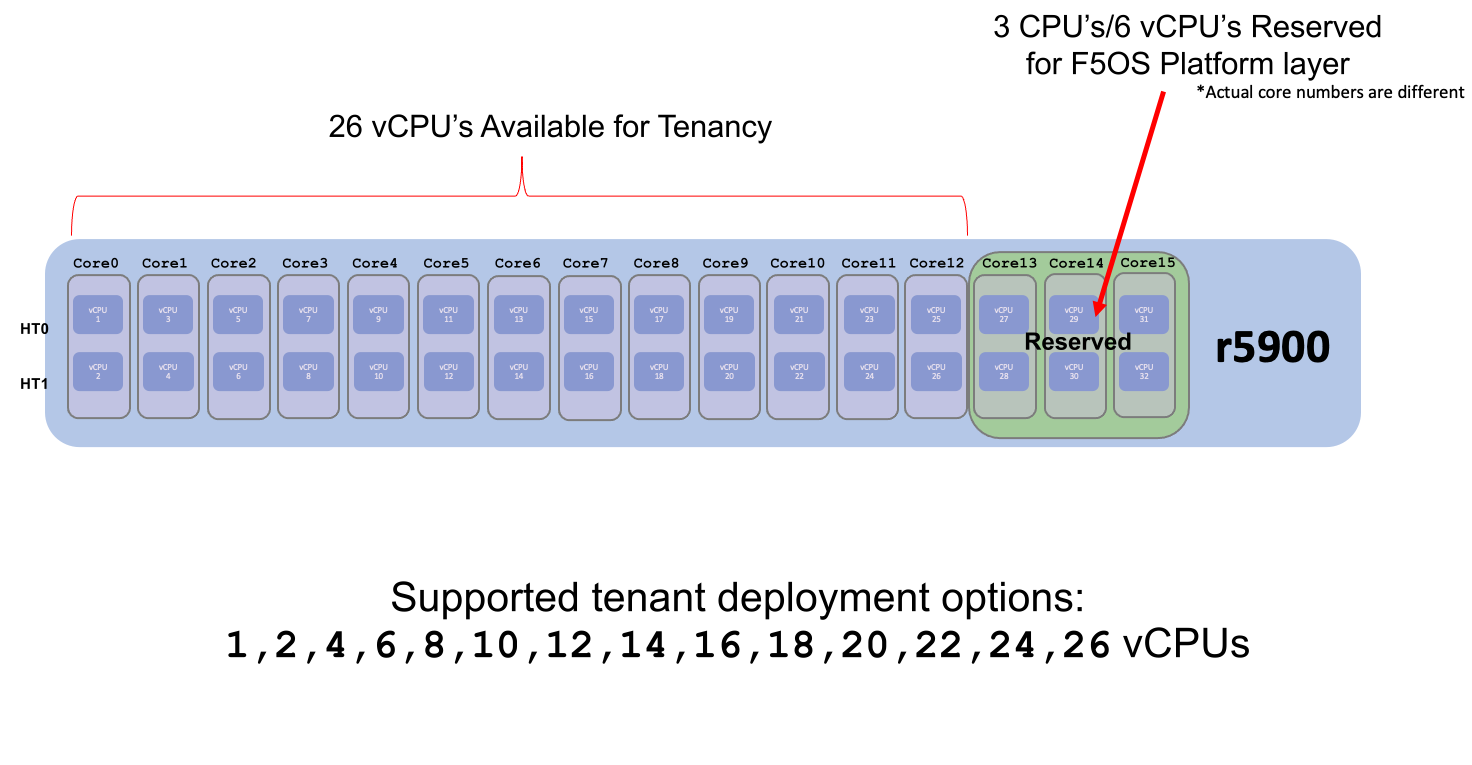 3 CPU’s/6 vCPU’s Reserved
for F5OS Platform layer
*Actual core numbers are different
26 vCPU’s Available for Tenancy
Core0 Core1 Core2 Core3 Core4 Core5 Core6 Core7 Core8 Core9 Core10 Core11 Core12 Core13 Core14 Core15
HT0
vCPU 1 vCPU 3 vCPU 5 vCPU 7 vCPU 9 vCPU 11 vCPU 13 vCPU 15 vCPU 17 vCPU 19 vCPU 21 vCPU 23 vCPU 25 vCPU 27 vCPU 29 vCPU 31
Reserved
r5900
HT1
vCPU 2 vCPU 4 vCPU 6 vCPU 8 vCPU 10 vCPU 12 vCPU 14 vCPU 16 vCPU 18 vCPU 20 vCPU 22 vCPU 24 vCPU 26 vCPU 28 vCPU 30 vCPU 32
Supported tenant deployment options:
1,2,4,6,8,10,12,14,16,18,20,22,24,26 vCPUs